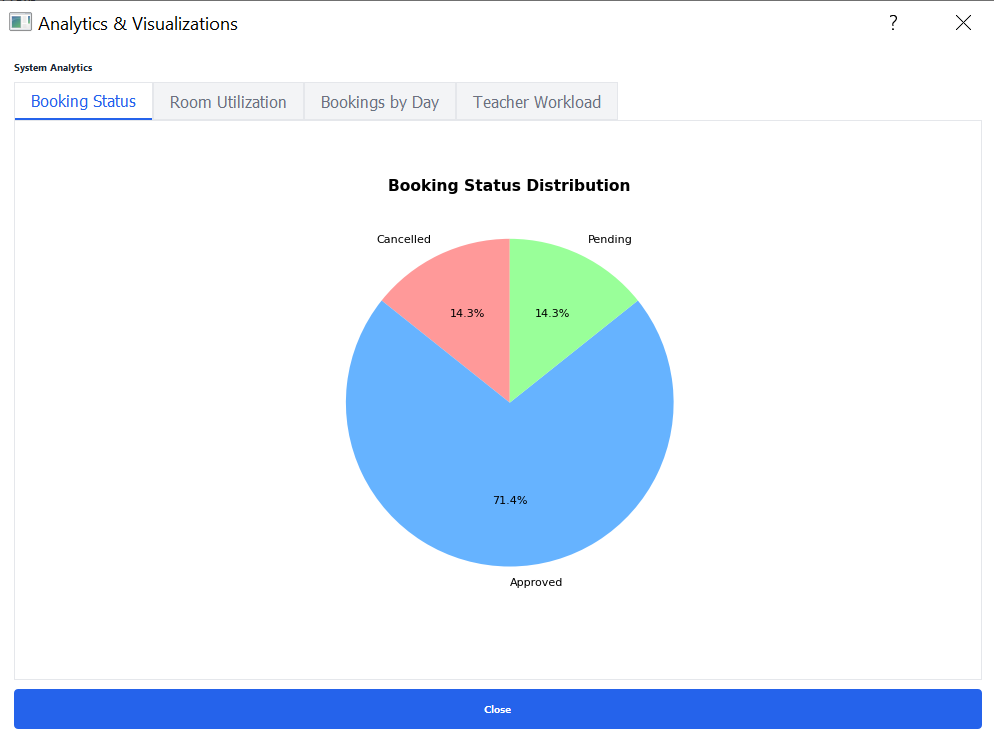 Analytics & Visualizations ?
System Analytics
Booking Status Room Utilization Bookings by Day Teacher Workload
Booking Status Distribution
Cancelled Pending
14.3% 14.3%
71.4%
Approved
Close